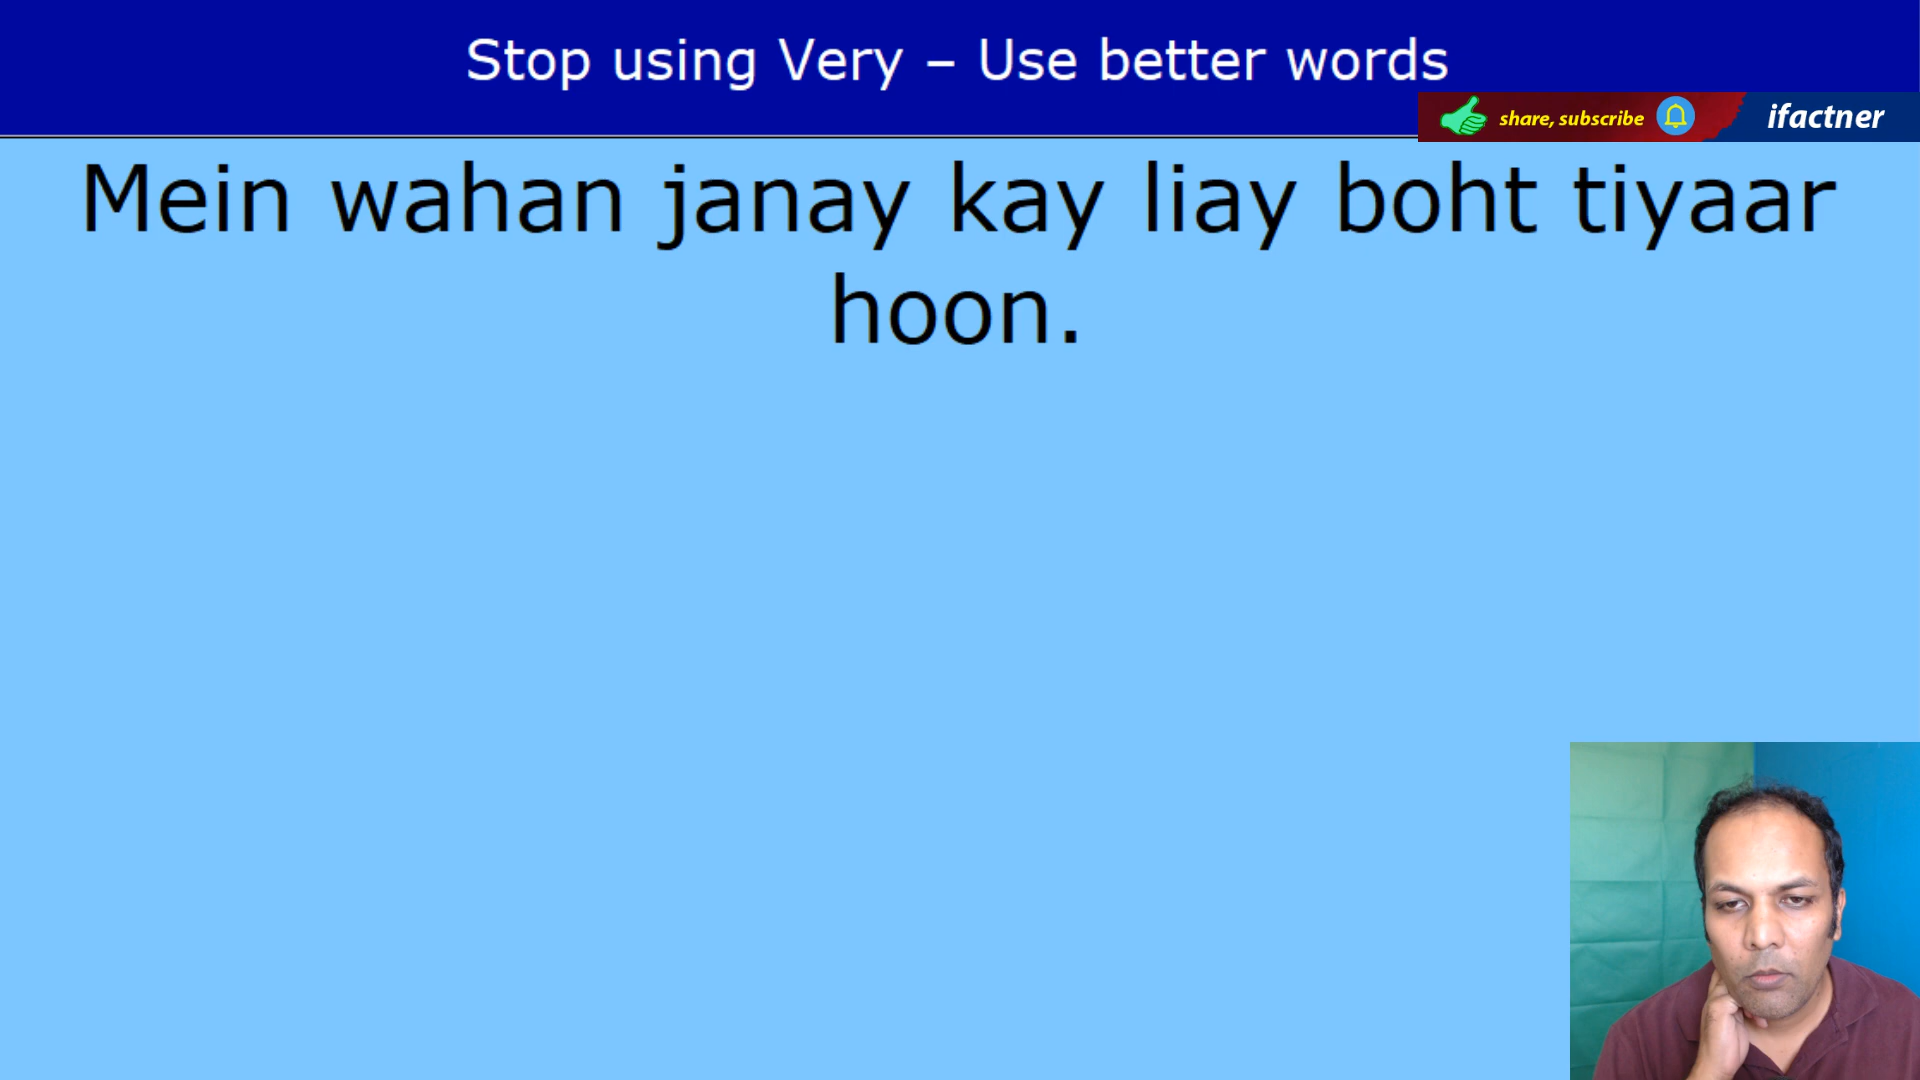 Stop using Very – Use better words
share, subscribe
ifactner
Mein wahan janay kay liay boht tiyaar
hoon.